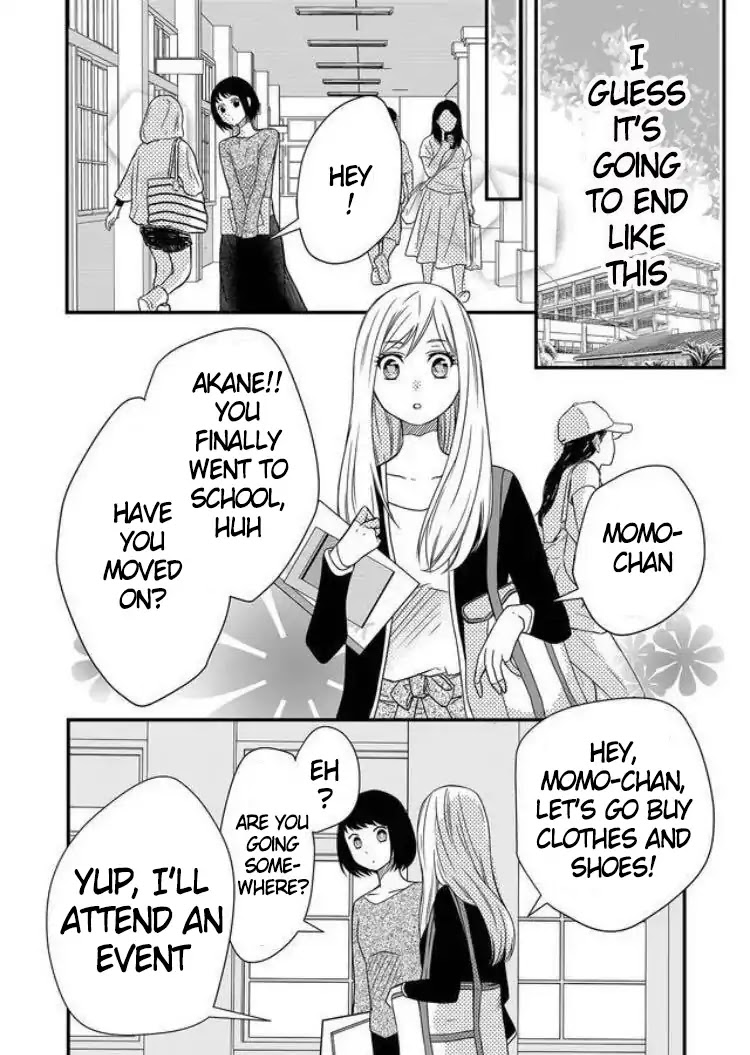 I
GUESS
IT'S
GOING
TO END
LIKE
THIS
HEY
!
MOMO-
CHAN
AKANE!!
YOU
FINALLY
WENT TO
SCHOOL,
HUH
HAVE
YOU
MOVED
ON?
HEY,
MOMO-CHAN,
LET'S GO BUY
CLOTHES AND
SHOES!
EH
?
ARE YOU
GOING
SOME-
WHERE?
YUP, I'LL
ATTEND AN
EVENT